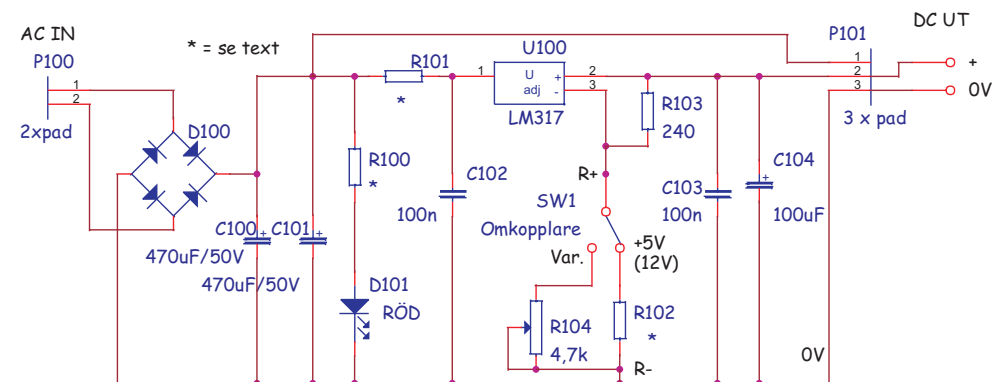 AC IN
P100
1
2
2xpad
* = se text
D100
C100
+
470uF/50V
C101
+
470uF/50V
R101
*
R100
*
D101
RÖD
C102
100n
U100
1
U
adj
+
-
2
3
LM317
R103
240
R+
SW1
Omkopplare
Var.
+5V
(12V)
R104
4,7k
R102
*
R-
C103
100n
C104
+
100uF
P101
1
2
3
3 x pad
DC UT
+
0V
0V